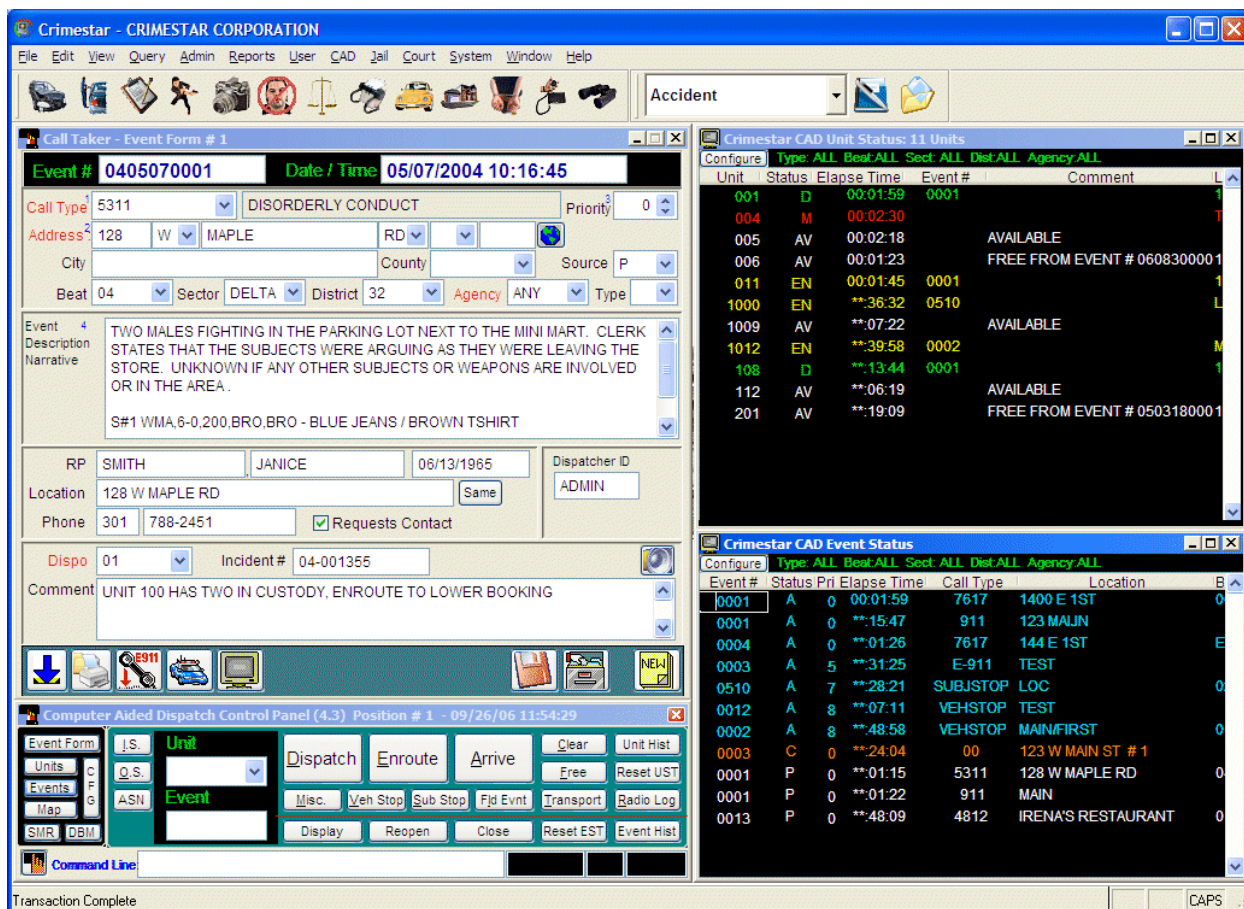 Crimestar - CRIMESTAR CORPORATION
File Edit View Query Admin Reports User CAD Jail Court System Window Help
Accident
Call Taker - Event Form # 1
Event # 0405070001 Date / Time 05/07/2004 10:16:45
Call Type 1 5311 DISORDERLY CONDUCT Priority 3 0
Address 2 128 W MAPLE RD
City County Source P
Beat 04 Sector DELTA District 32 Agency ANY Type
Event 4 Description Narrative
TWO MALES FIGHTING IN THE PARKING LOT NEXT TO THE MINI MART. CLERK
STATES THAT THE SUBJECTS WERE ARGUING AS THEY WERE LEAVING THE
STORE. UNKNOWN IF ANY OTHER SUBJECTS OR WEAPONS ARE INVOLVED
OR IN THE AREA .
S#1 WMA,6-0,200,BRO,BRO - BLUE JEANS / BROWN TSHIRT
RP SMITH , JANICE 06/13/1965 Dispatcher ID
Location 128 W MAPLE RD Same ADMIN
Phone 301 788-2451 Requests Contact
Dispo 01 Incident # 04-001355
Comment UNIT 100 HAS TWO IN CUSTODY, ENROUTE TO LOWER BOOKING
E911 NEW
Computer Aided Dispatch Control Panel (4.3) Position # 1 - 09/26/06 11:54:29
Event Form I.S. Unit Dispatch Enroute Arrive Clear Unit Hist
Units CFG O.S. Free Reset UST
Events ASN Event Misc. Veh Stop Sub Stop Fjd Evnt Transport Radio Log
Map
SMR DBM Display Reopen Close Reset EST Event Hist
Command Line
Transaction Complete CAPS
Crimestar CAD Unit Status: 11 Units
Configure Type: ALL Beat:ALL Sect: ALL Dist:ALL Agency:ALL
Unit Status Elapse Time Event # Comment L
001 D 00:01:59 0001 1
004 M 00:02:30 T
005 AV 00:02:18 AVAILABLE
006 AV 00:01:23 FREE FROM EVENT # 0608300001
011 EN 00:01:45 0001 1
1000 EN **:36:32 0510 L
1009 AV **:07:22 AVAILABLE
1012 EN **:39:58 0002 M
108 D **:13:44 0001 1
112 AV **:06:19 AVAILABLE
201 AV **:19:09 FREE FROM EVENT # 0503180001
Crimestar CAD Event Status
Configure Type: ALL Beat:ALL Sect: ALL Dist:ALL Agency:ALL
Event # Status Pri Elapse Time Call Type Location B
0001 A 0 00:01:59 7617 1400 E 1ST 0
0001 A 0 **:15:47 911 123 MAIJN
0004 A 0 **:01:26 7617 144 E 1ST E
0003 A 5 **:31:25 E-911 TEST
0510 A 7 **:28:21 SUBJSTOP LOC 0
0012 A 8 **:07:11 VEHSTOP TEST
0002 A 8 **:48:58 VEHSTOP MAIN/FIRST 0
0003 C 0 **:24:04 00 123 W MAIN ST # 1
0001 P 0 **:01:15 5311 128 W MAPLE RD 0
0001 P 0 **:01:22 911 MAIN
0013 P 0 **:48:09 4812 IRENA'S RESTAURANT 0